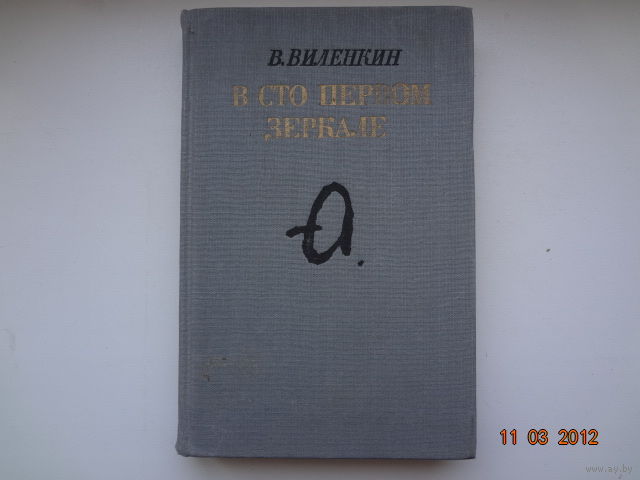 В. ВИЛЕНКИН
В СТО ПЕРВОМ
ЗЕРКАЛЕ
а.
11 03 2012
www.ay.by